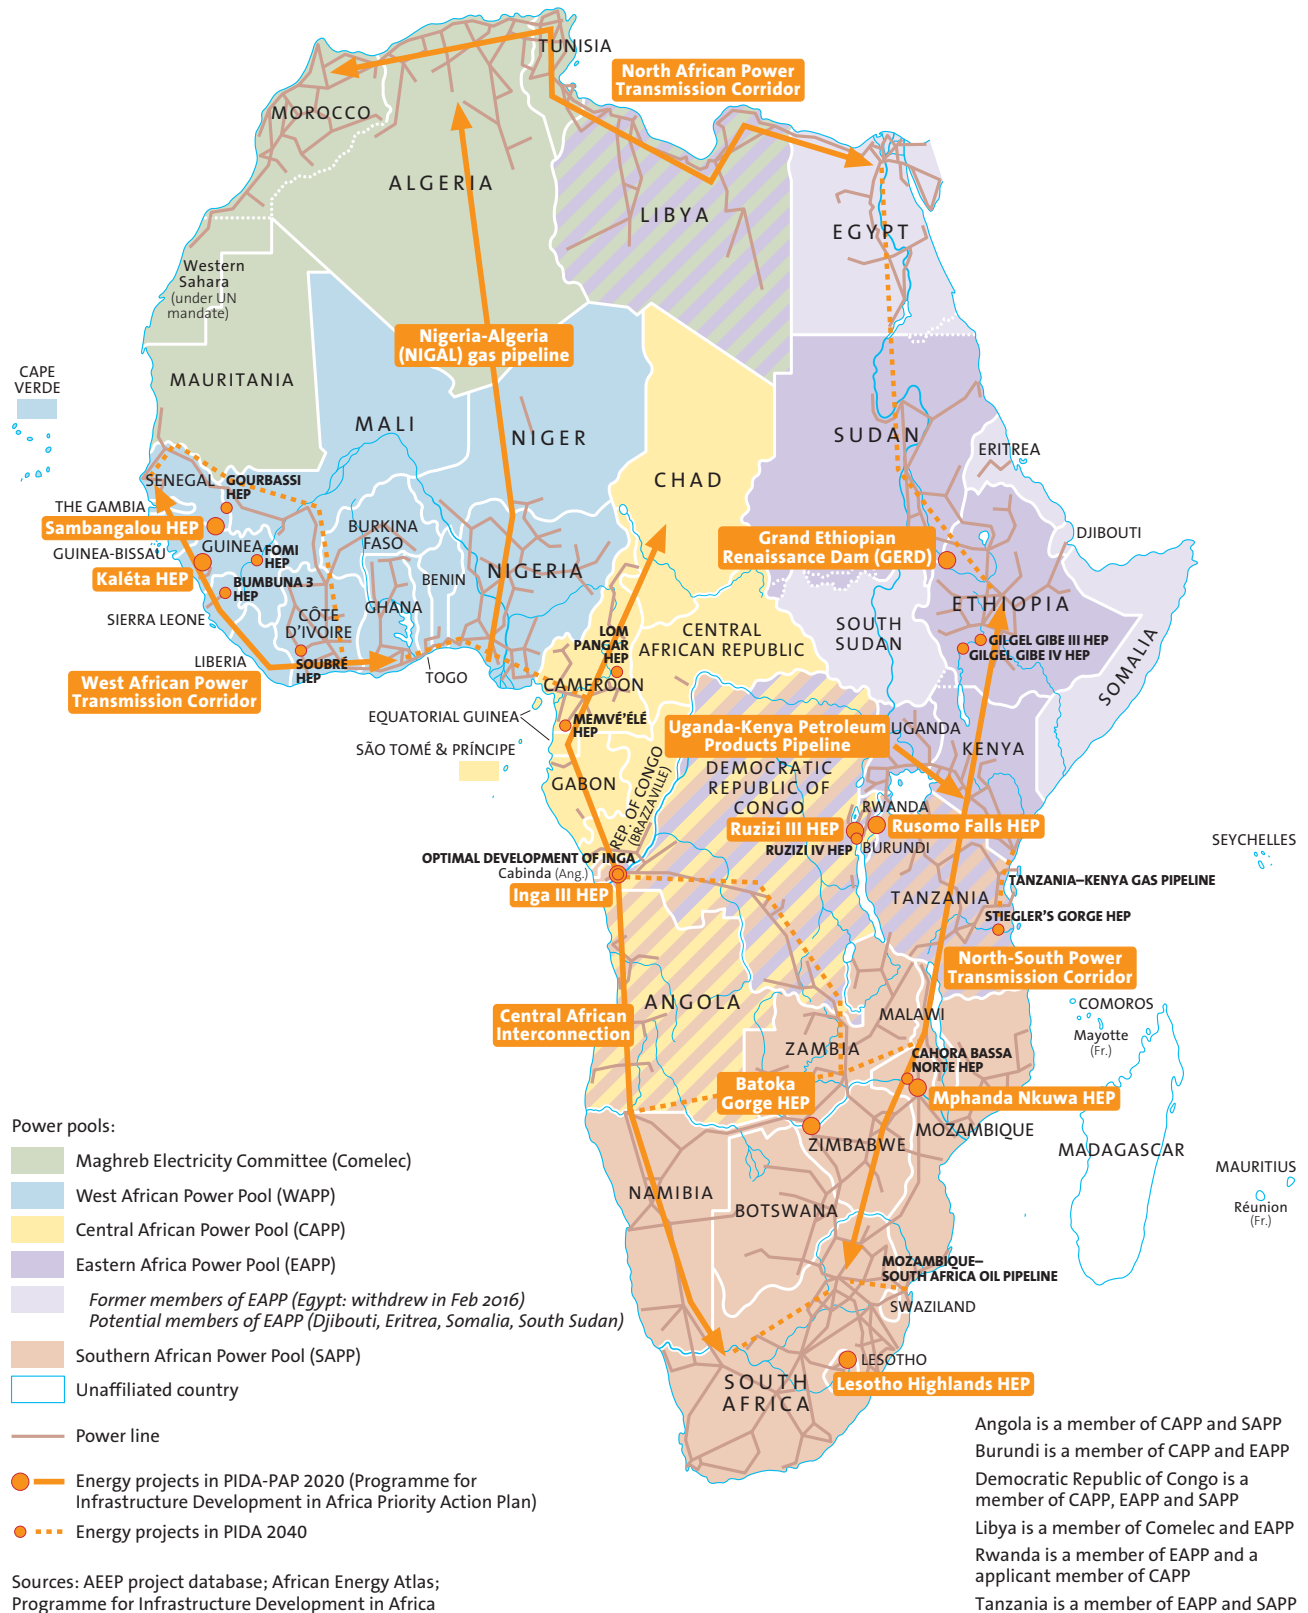 TUNISIA
North African Power
Transmission Corridor
MOROCCO
ALGERIA
LIBYA
EGYPT
Western
Sahara
(under UN
mandate)
Nigeria-Algeria
(NIGAL) gas pipeline
CAPE
VERDE
MAURITANIA
MALI
NIGER
CHAD
SUDAN
ERITREA
SENEGAL
GOURBASSI
HEP
THE GAMBIA
Sambangalou HEP
BURKINA
FASO
DJIBOUTI
Grand Ethiopian
Renaissance Dam (GERD)
GUINEA-BISSAU
GUINEA
FOMI
HEP
Kaléta HEP
BUMBUNA 3
HEP
BENIN
NIGERIA
SIERRA LEONE
CÔTE
D'IVOIRE
GHANA
ETHIOPIA
SOUTH
SUDAN
LOM
PANGAR
HEP
CENTRAL
AFRICAN REPUBLIC
GILGEL GIBE III HEP
GILGEL GIBE IV HEP
SOMALIA
LIBERIA
SOUBRÉ
HEP
TOGO
CAMEROON
West African Power
Transmission Corridor
EQUATORIAL GUINEA
MEMVÉ'ÉLÉ
HEP
Uganda-Kenya Petroleum
Products Pipeline
UGANDA
KENYA
SÃO TOMÉ & PRÍNCIPE
GABON
REP. OF CONGO
(BRAZZAVILLE)
DEMOCRATIC
REPUBLIC OF
CONGO
RWANDA
Ruzizi III HEP
Rusomo Falls HEP
RUZIZI IV HEP
BURUNDI
SEYCHELLES
OPTIMAL DEVELOPMENT OF INGA
Cabinda (Ang.)
Inga III HEP
TANZANIA–KENYA GAS PIPELINE
TANZANIA
STIEGLER'S GORGE HEP
North-South Power
Transmission Corridor
ANGOLA
Central African
Interconnection
MALAWI
COMOROS
Mayotte
(Fr.)
ZAMBIA
CAHORA BASSA
NORTE HEP
Batoka
Gorge HEP
Mphanda Nkuwa HEP
ZIMBABWE
MOZAMBIQUE
MADAGASCAR
MAURITIUS
Réunion
(Fr.)
NAMIBIA
BOTSWANA
MOZAMBIQUE–
SOUTH AFRICA OIL PIPELINE
SWAZILAND
LESOTHO
Lesotho Highlands HEP
SOUTH
AFRICA
Power pools:
Maghreb Electricity Committee (Comelec)
West African Power Pool (WAPP)
Central African Power Pool (CAPP)
Eastern Africa Power Pool (EAPP)
Former members of EAPP (Egypt: withdrew in Feb 2016)
Potential members of EAPP (Djibouti, Eritrea, Somalia, South Sudan)
Southern African Power Pool (SAPP)
Unaffiliated country
Power line
Energy projects in PIDA-PAP 2020 (Programme for
Infrastructure Development in Africa Priority Action Plan)
Energy projects in PIDA 2040
Sources: AEEP project database; African Energy Atlas;
Programme for Infrastructure Development in Africa
Angola is a member of CAPP and SAPP
Burundi is a member of CAPP and EAPP
Democratic Republic of Congo is a
member of CAPP, EAPP and SAPP
Libya is a member of Comelec and EAPP
Rwanda is a member of EAPP and a
applicant member of CAPP
Tanzania is a member of EAPP and SAPP